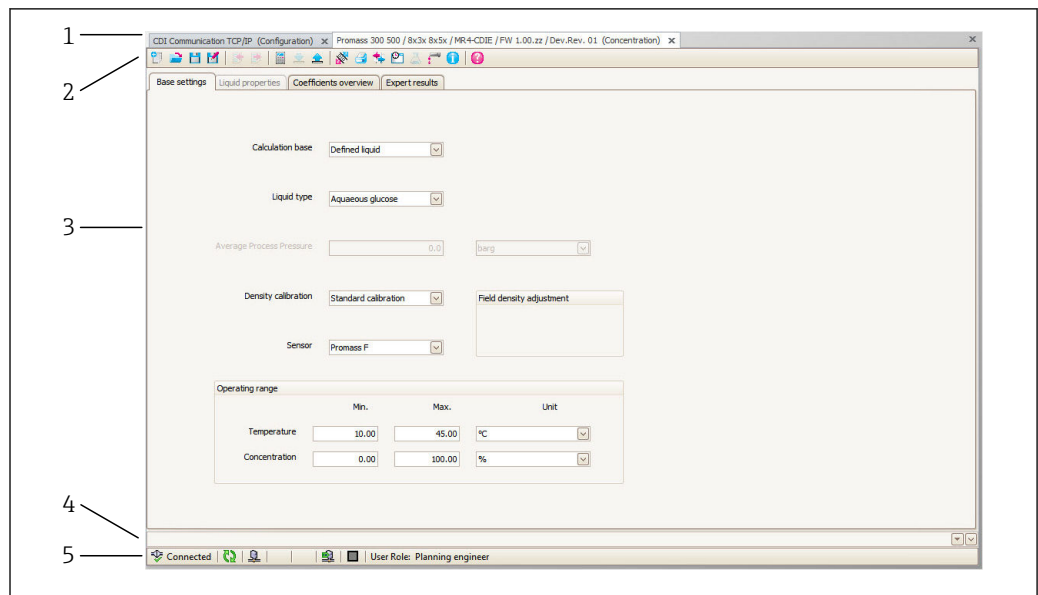 1
CDI Communication TCP/IP (Configuration) x Promass 300 500 / 8x3x 8x5x / MR4-CDIE / FW 1.00.zz / Dev.Rev. 01 (Concentration) x x
2
Base settings Liquid properties Coefficients overview Expert results
Calculation base Defined liquid
Liquid type Aquaeous glucose
3
Average Process Pressure 0.0 barg
Density calibration Standard calibration Field density adjustment
Sensor Promass F
Operating range
Min. Max. Unit
Temperature 10.00 45.00 °C
Concentration 0.00 100.00 %
4
5
Connected User Role: Planning engineer